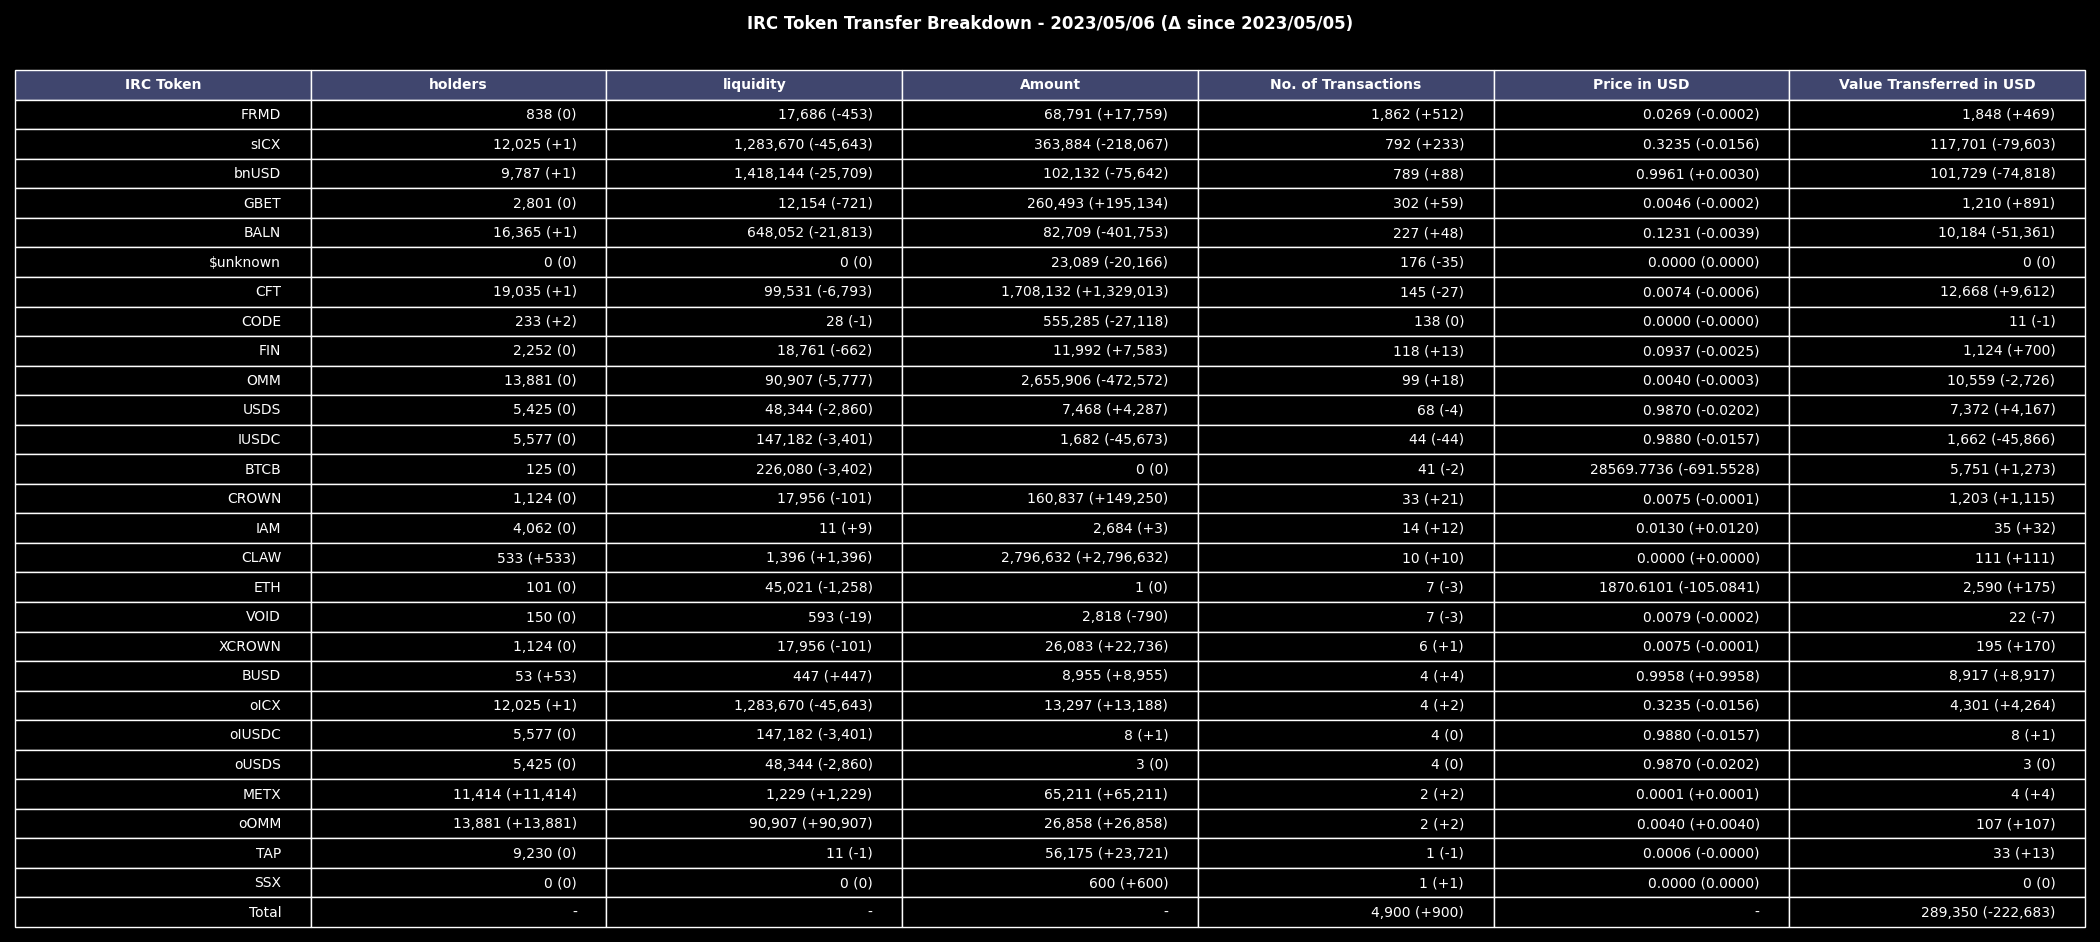 IRC Token Transfer Breakdown - 2023/05/06 (Δ since 2023/05/05)
IRC Token holders liquidity Amount No. of Transactions Price in USD Value Transferred in USD
FRMD 838 (0) 17,686 (-453) 68,791 (+17,759) 1,862 (+512) 0.0269 (-0.0002) 1,848 (+469)
sICX 12,025 (+1) 1,283,670 (-45,643) 363,884 (-218,067) 792 (+233) 0.3235 (-0.0156) 117,701 (-79,603)
bnUSD 9,787 (+1) 1,418,144 (-25,709) 102,132 (-75,642) 789 (+88) 0.9961 (+0.0030) 101,729 (-74,818)
GBET 2,801 (0) 12,154 (-721) 260,493 (+195,134) 302 (+59) 0.0046 (-0.0002) 1,210 (+891)
BALN 16,365 (+1) 648,052 (-21,813) 82,709 (-401,753) 227 (+48) 0.1231 (-0.0039) 10,184 (-51,361)
$unknown 0 (0) 0 (0) 23,089 (-20,166) 176 (-35) 0.0000 (0.0000) 0 (0)
CFT 19,035 (+1) 99,531 (-6,793) 1,708,132 (+1,329,013) 145 (-27) 0.0074 (-0.0006) 12,668 (+9,612)
CODE 233 (+2) 28 (-1) 555,285 (-27,118) 138 (0) 0.0000 (-0.0000) 11 (-1)
FIN 2,252 (0) 18,761 (-662) 11,992 (+7,583) 118 (+13) 0.0937 (-0.0025) 1,124 (+700)
OMM 13,881 (0) 90,907 (-5,777) 2,655,906 (-472,572) 99 (+18) 0.0040 (-0.0003) 10,559 (-2,726)
USDS 5,425 (0) 48,344 (-2,860) 7,468 (+4,287) 68 (-4) 0.9870 (-0.0202) 7,372 (+4,167)
IUSDC 5,577 (0) 147,182 (-3,401) 1,682 (-45,673) 44 (-44) 0.9880 (-0.0157) 1,662 (-45,866)
BTCB 125 (0) 226,080 (-3,402) 0 (0) 41 (-2) 28569.7736 (-691.5528) 5,751 (+1,273)
CROWN 1,124 (0) 17,956 (-101) 160,837 (+149,250) 33 (+21) 0.0075 (-0.0001) 1,203 (+1,115)
IAM 4,062 (0) 11 (+9) 2,684 (+3) 14 (+12) 0.0130 (+0.0120) 35 (+32)
CLAW 533 (+533) 1,396 (+1,396) 2,796,632 (+2,796,632) 10 (+10) 0.0000 (+0.0000) 111 (+111)
ETH 101 (0) 45,021 (-1,258) 1 (0) 7 (-3) 1870.6101 (-105.0841) 2,590 (+175)
VOID 150 (0) 593 (-19) 2,818 (-790) 7 (-3) 0.0079 (-0.0002) 22 (-7)
XCROWN 1,124 (0) 17,956 (-101) 26,083 (+22,736) 6 (+1) 0.0075 (-0.0001) 195 (+170)
BUSD 53 (+53) 447 (+447) 8,955 (+8,955) 4 (+4) 0.9958 (+0.9958) 8,917 (+8,917)
oICX 12,025 (+1) 1,283,670 (-45,643) 13,297 (+13,188) 4 (+2) 0.3235 (-0.0156) 4,301 (+4,264)
oIUSDC 5,577 (0) 147,182 (-3,401) 8 (+1) 4 (0) 0.9880 (-0.0157) 8 (+1)
oUSDS 5,425 (0) 48,344 (-2,860) 3 (0) 4 (0) 0.9870 (-0.0202) 3 (0)
METX 11,414 (+11,414) 1,229 (+1,229) 65,211 (+65,211) 2 (+2) 0.0001 (+0.0001) 4 (+4)
oOMM 13,881 (+13,881) 90,907 (+90,907) 26,858 (+26,858) 2 (+2) 0.0040 (+0.0040) 107 (+107)
TAP 9,230 (0) 11 (-1) 56,175 (+23,721) 1 (-1) 0.0006 (-0.0000) 33 (+13)
SSX 0 (0) 0 (0) 600 (+600) 1 (+1) 0.0000 (0.0000) 0 (0)
Total - - - 4,900 (+900) - 289,350 (-222,683)